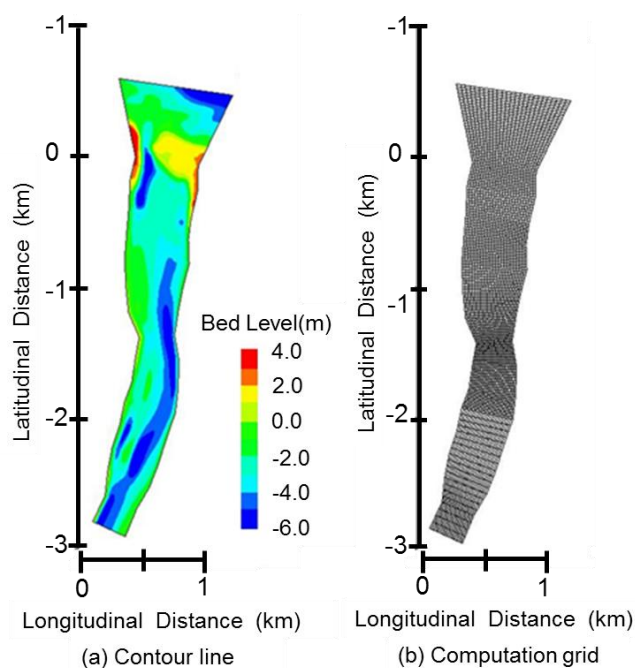 -1
0
-1
-2
-3
Latitudinal Distance (km)
Bed Level(m)
4.0
2.0
0.0
-2.0
-4.0
-6.0
0
1
Longitudinal Distance (km)
(a) Contour line
-1
0
-1
-2
-3
Latitudinal Distance (km)
0
1
Longitudinal Distance (km)
(b) Computation grid